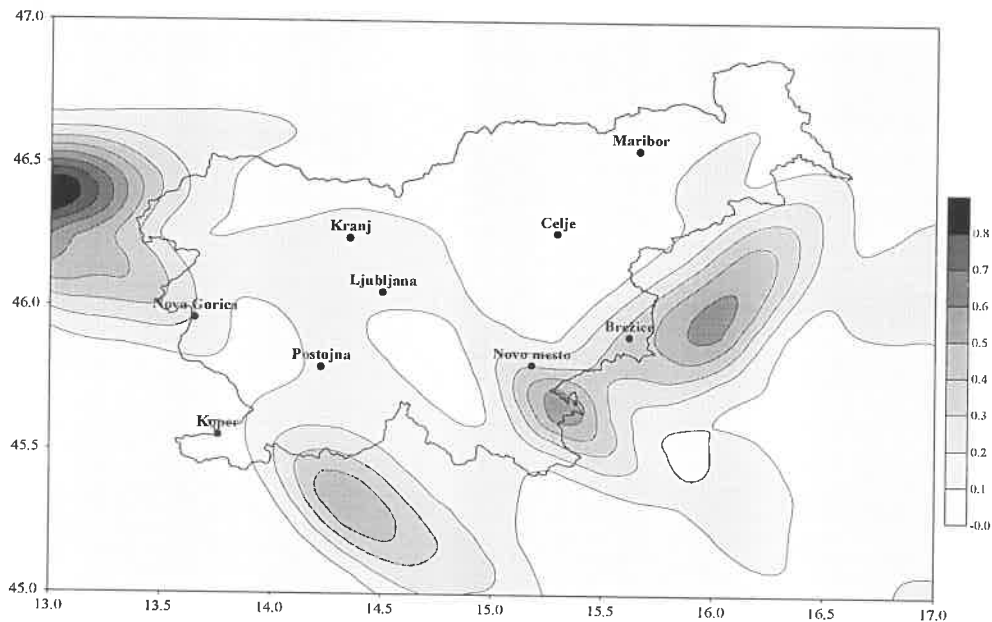 47.0
46.5
46.0
45.5
45.0
13.0
13.5
14.0
14.5
15.0
15.5
16.0
16.5
17.0
Maribor
Kranj
Celje
Ljubljana
Nova Gorica
Brežice
Postojna
Novo mesto
Koper
0.8
0.7
0.6
0.5
0.4
0.3
0.2
0.1
-0.0